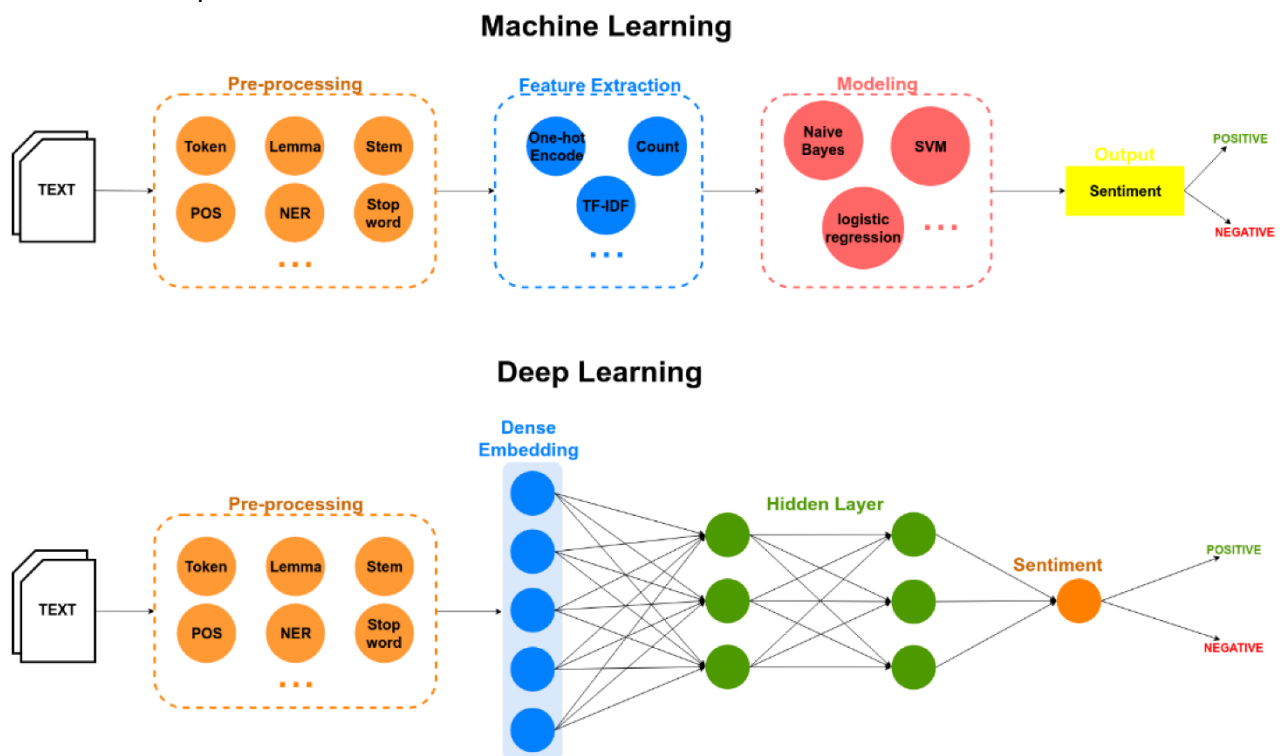 Machine Learning
Pre-processing
Feature Extraction
Modeling
TEXT
Token
Lemma
Stem
POS
NER
Stop
word
...
One-hot
Encode
Count
TF-IDF
...
Naive
Bayes
SVM
logistic
regression
...
Output
Sentiment
POSITIVE
NEGATIVE
Deep Learning
Pre-processing
TEXT
Token
Lemma
Stem
POS
NER
Stop
word
...
Dense
Embedding
Hidden Layer
Sentiment
POSITIVE
NEGATIVE